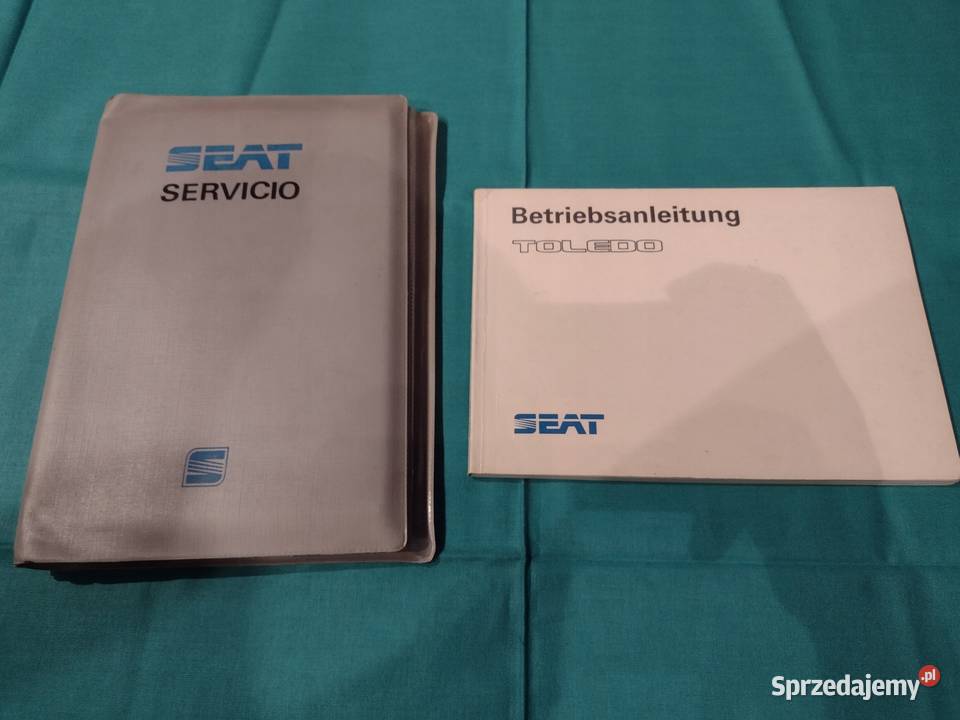 SEAT
SERVICIO
Betriebsanleitung
TOLEDO
SEAT
Sprzedajemy.pl